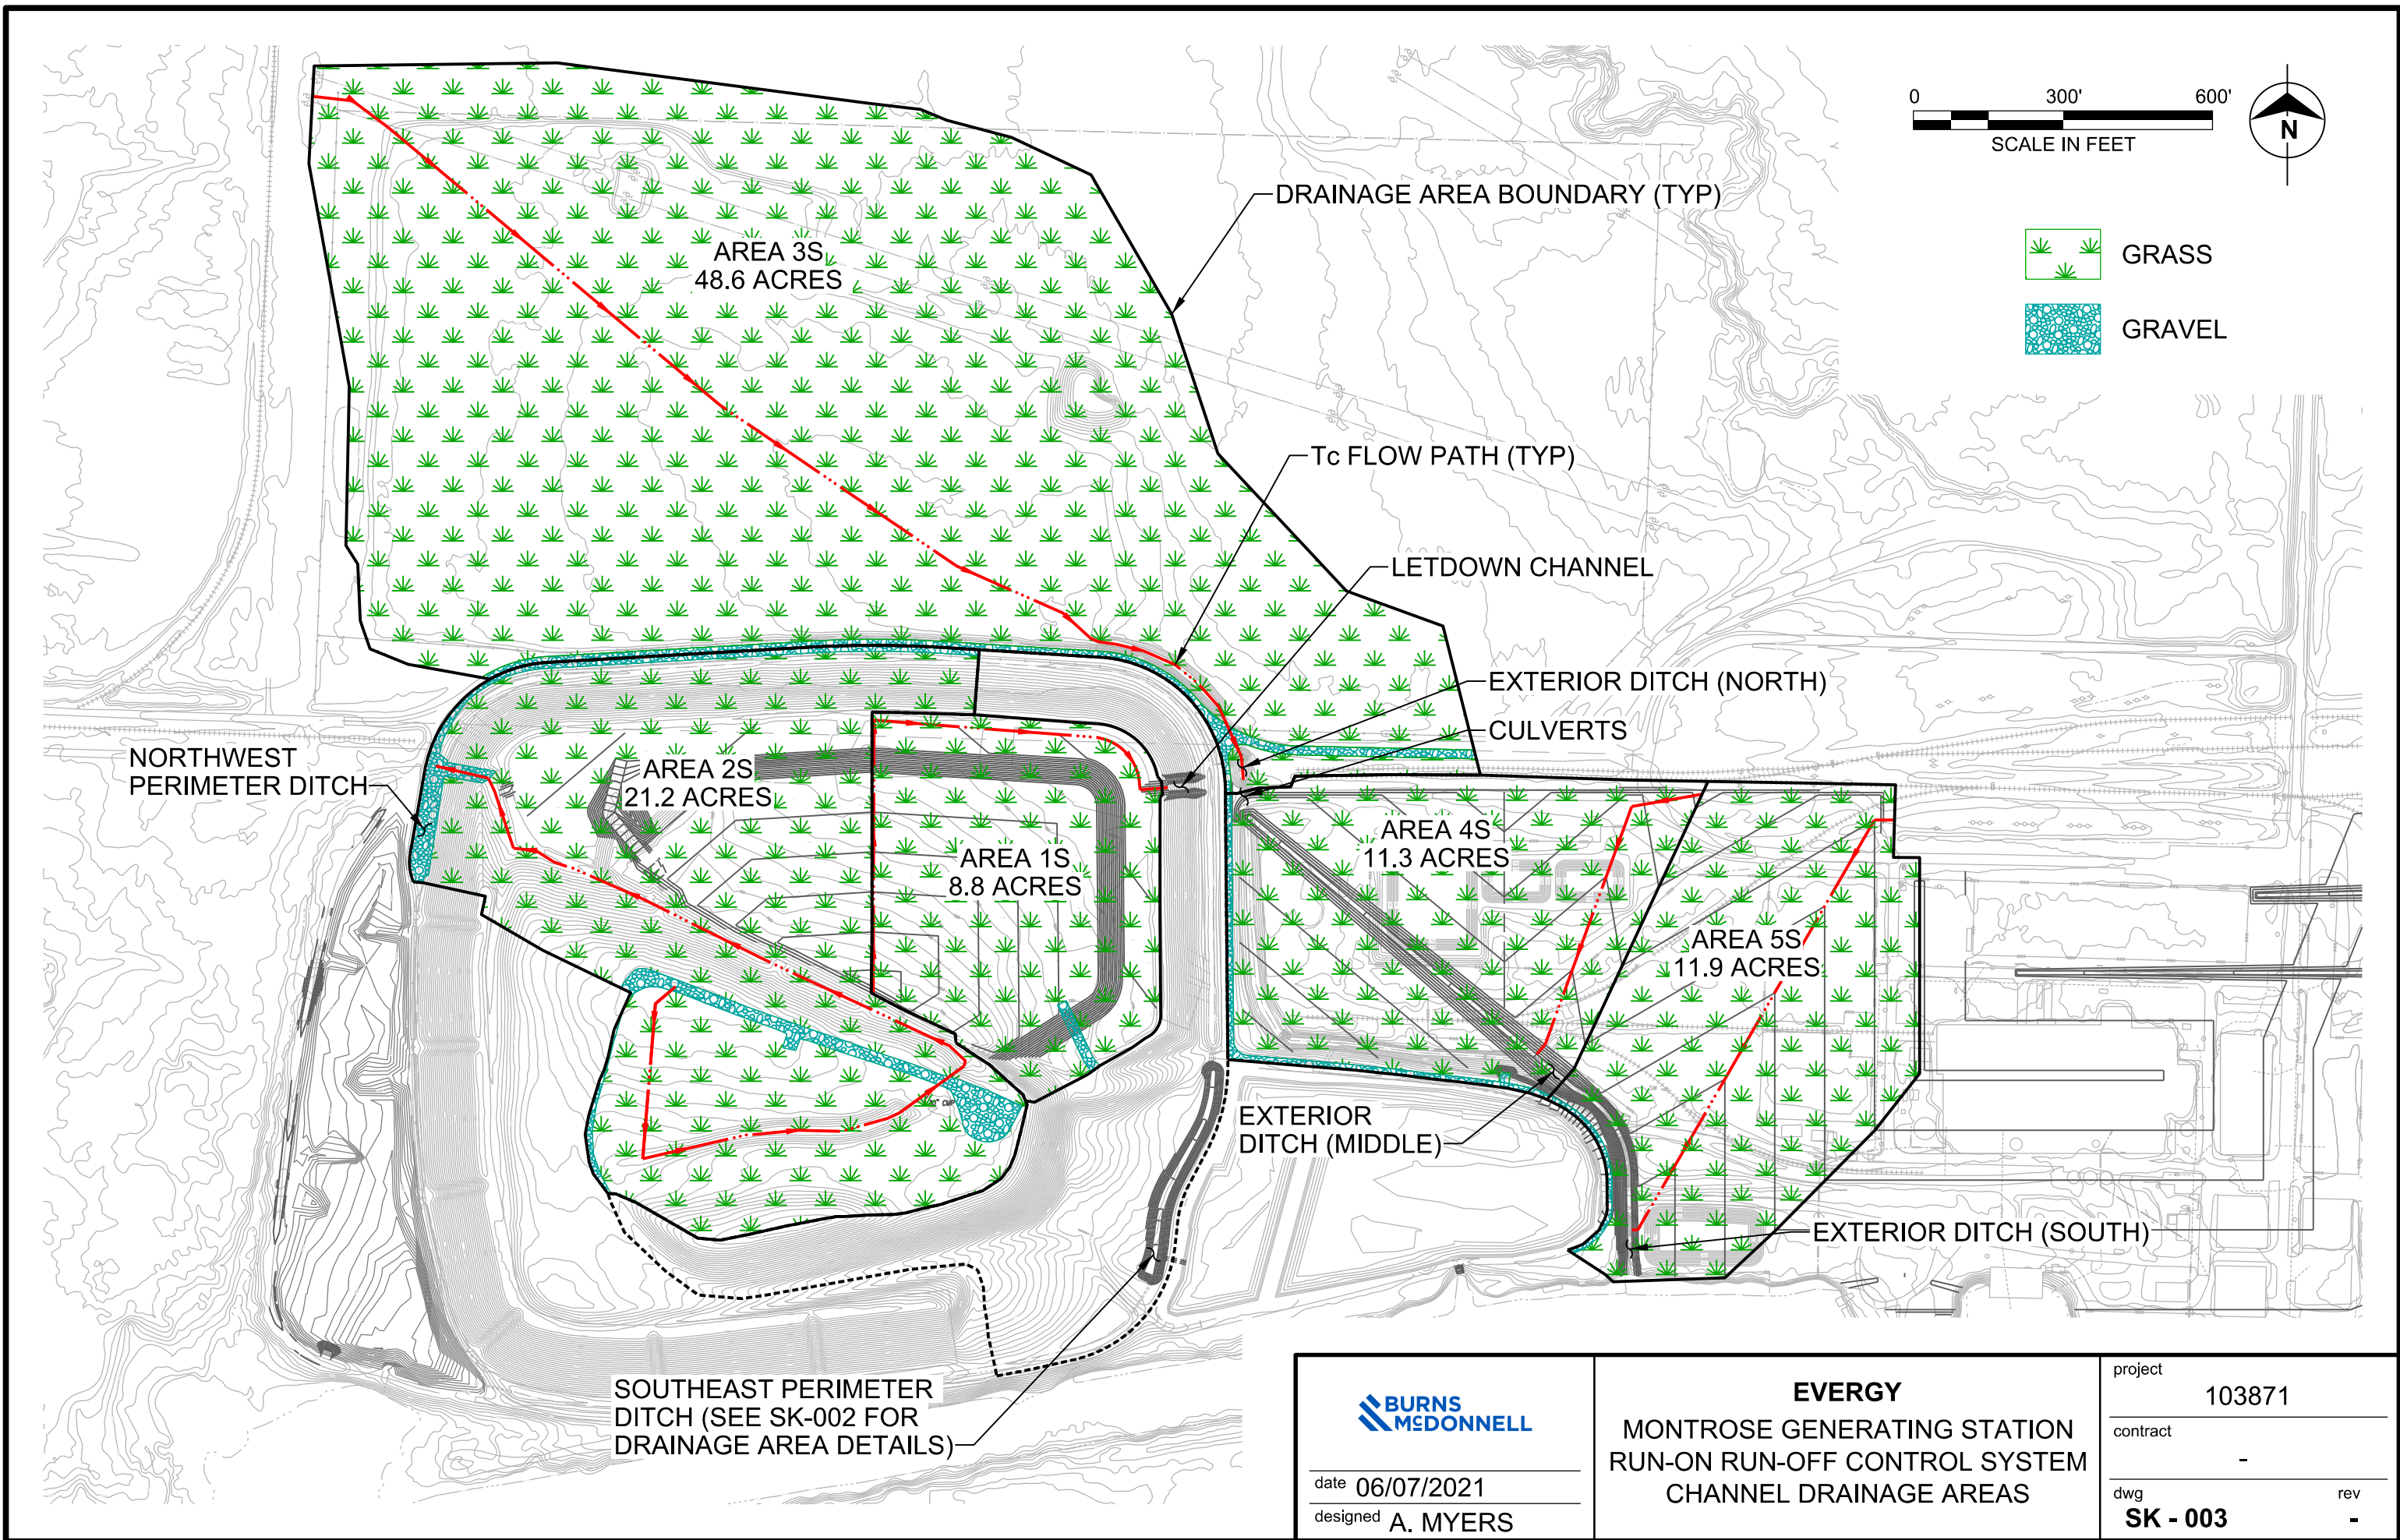 0 300' 600'
SCALE IN FEET
N
GRASS
GRAVEL
DRAINAGE AREA BOUNDARY (TYP)
AREA 3S
48.6 ACRES
Tc FLOW PATH (TYP)
LETDOWN CHANNEL
EXTERIOR DITCH (NORTH)
CULVERTS
NORTHWEST
PERIMETER DITCH
AREA 2S
21.2 ACRES
AREA 1S
8.8 ACRES
AREA 4S
11.3 ACRES
AREA 5S
11.9 ACRES
EXTERIOR
DITCH (MIDDLE)
EXTERIOR DITCH (SOUTH)
SOUTHEAST PERIMETER
DITCH (SEE SK-002 FOR
DRAINAGE AREA DETAILS)
BURNS
McDONNELL
date 06/07/2021
designed A. MYERS
EVERGY
MONTROSE GENERATING STATION
RUN-ON RUN-OFF CONTROL SYSTEM
CHANNEL DRAINAGE AREAS
project
103871
contract
-
dwg rev
SK - 003 -